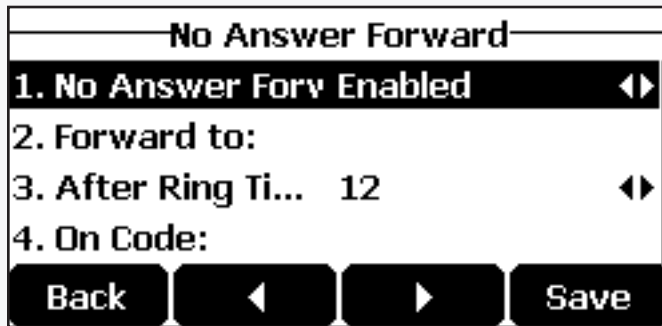 No Answer Forward
1. No Answer Forv Enabled
2. Forward to:
3. After Ring Ti... 12
4. On Code:
Back Save